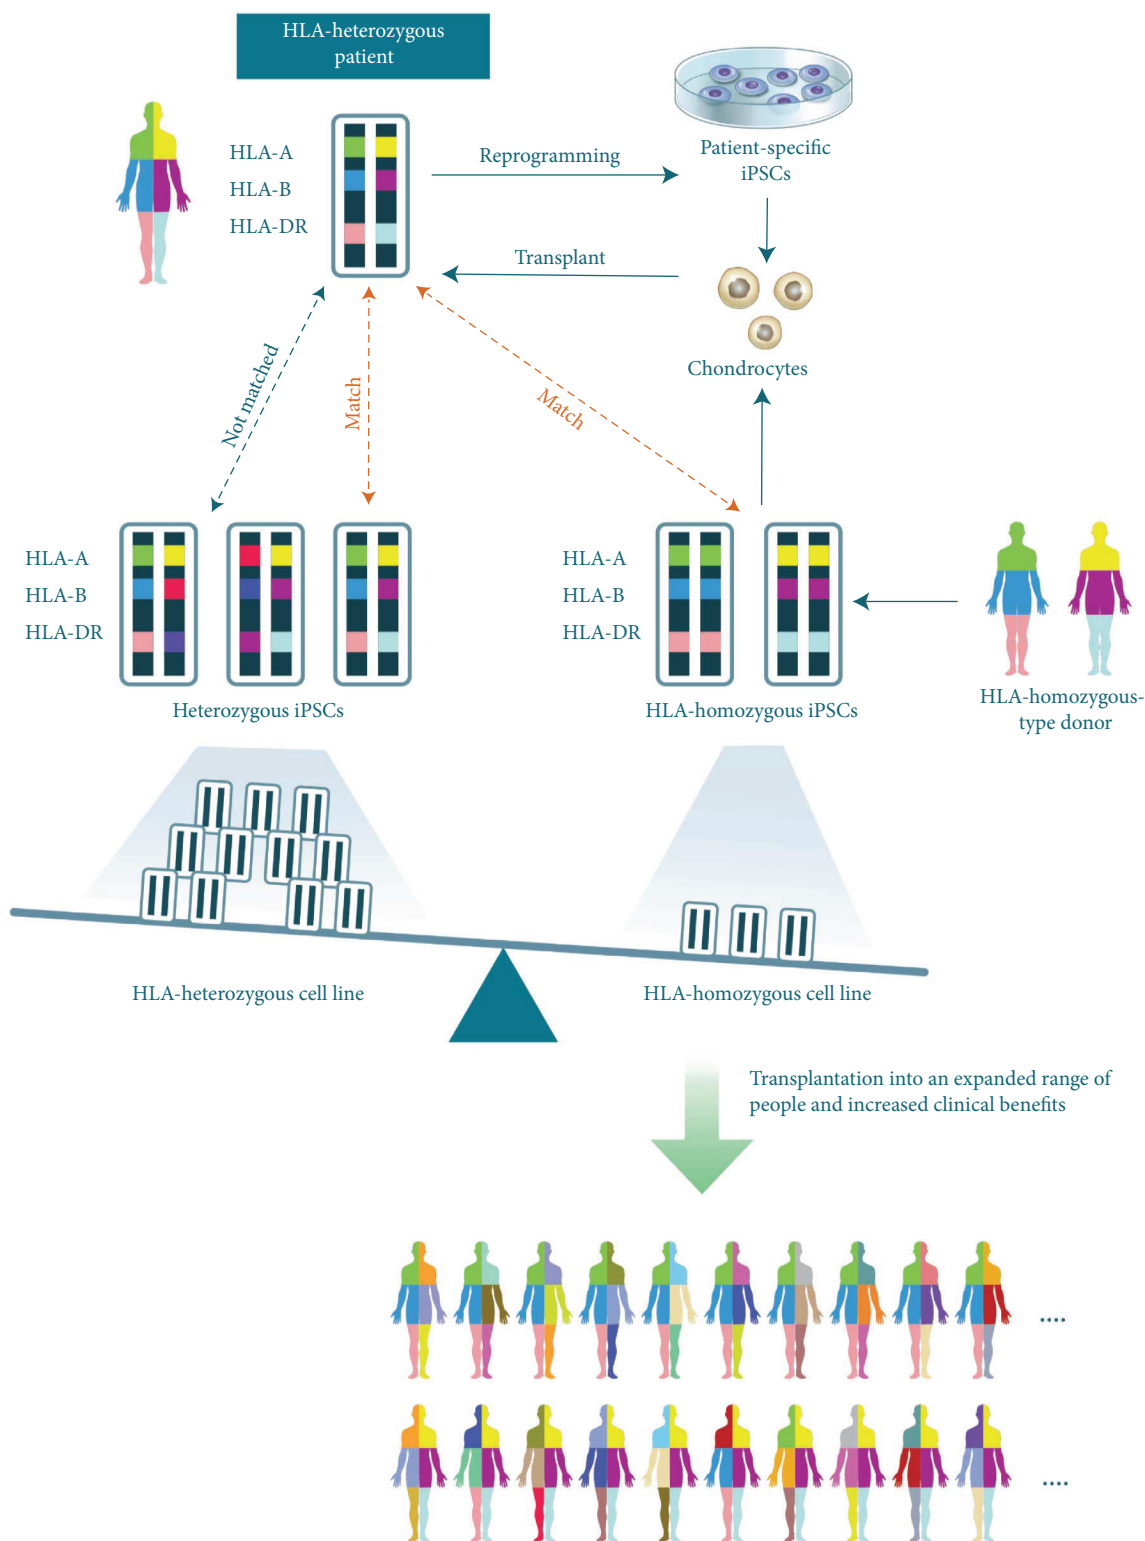 HLA-heterozygous
patient
HLA-A
HLA-B
HLA-DR
Reprogramming
Patient-specific
iPSCs
Transplant
Chondrocytes
Not matched
Match
Match
HLA-A
HLA-B
HLA-DR
Heterozygous iPSCs
HLA-A
HLA-B
HLA-DR
HLA-homozygous iPSCs
HLA-homozygous-
type donor
HLA-heterozygous cell line
HLA-homozygous cell line
Transplantation into an expanded range of
people and increased clinical benefits
....
....